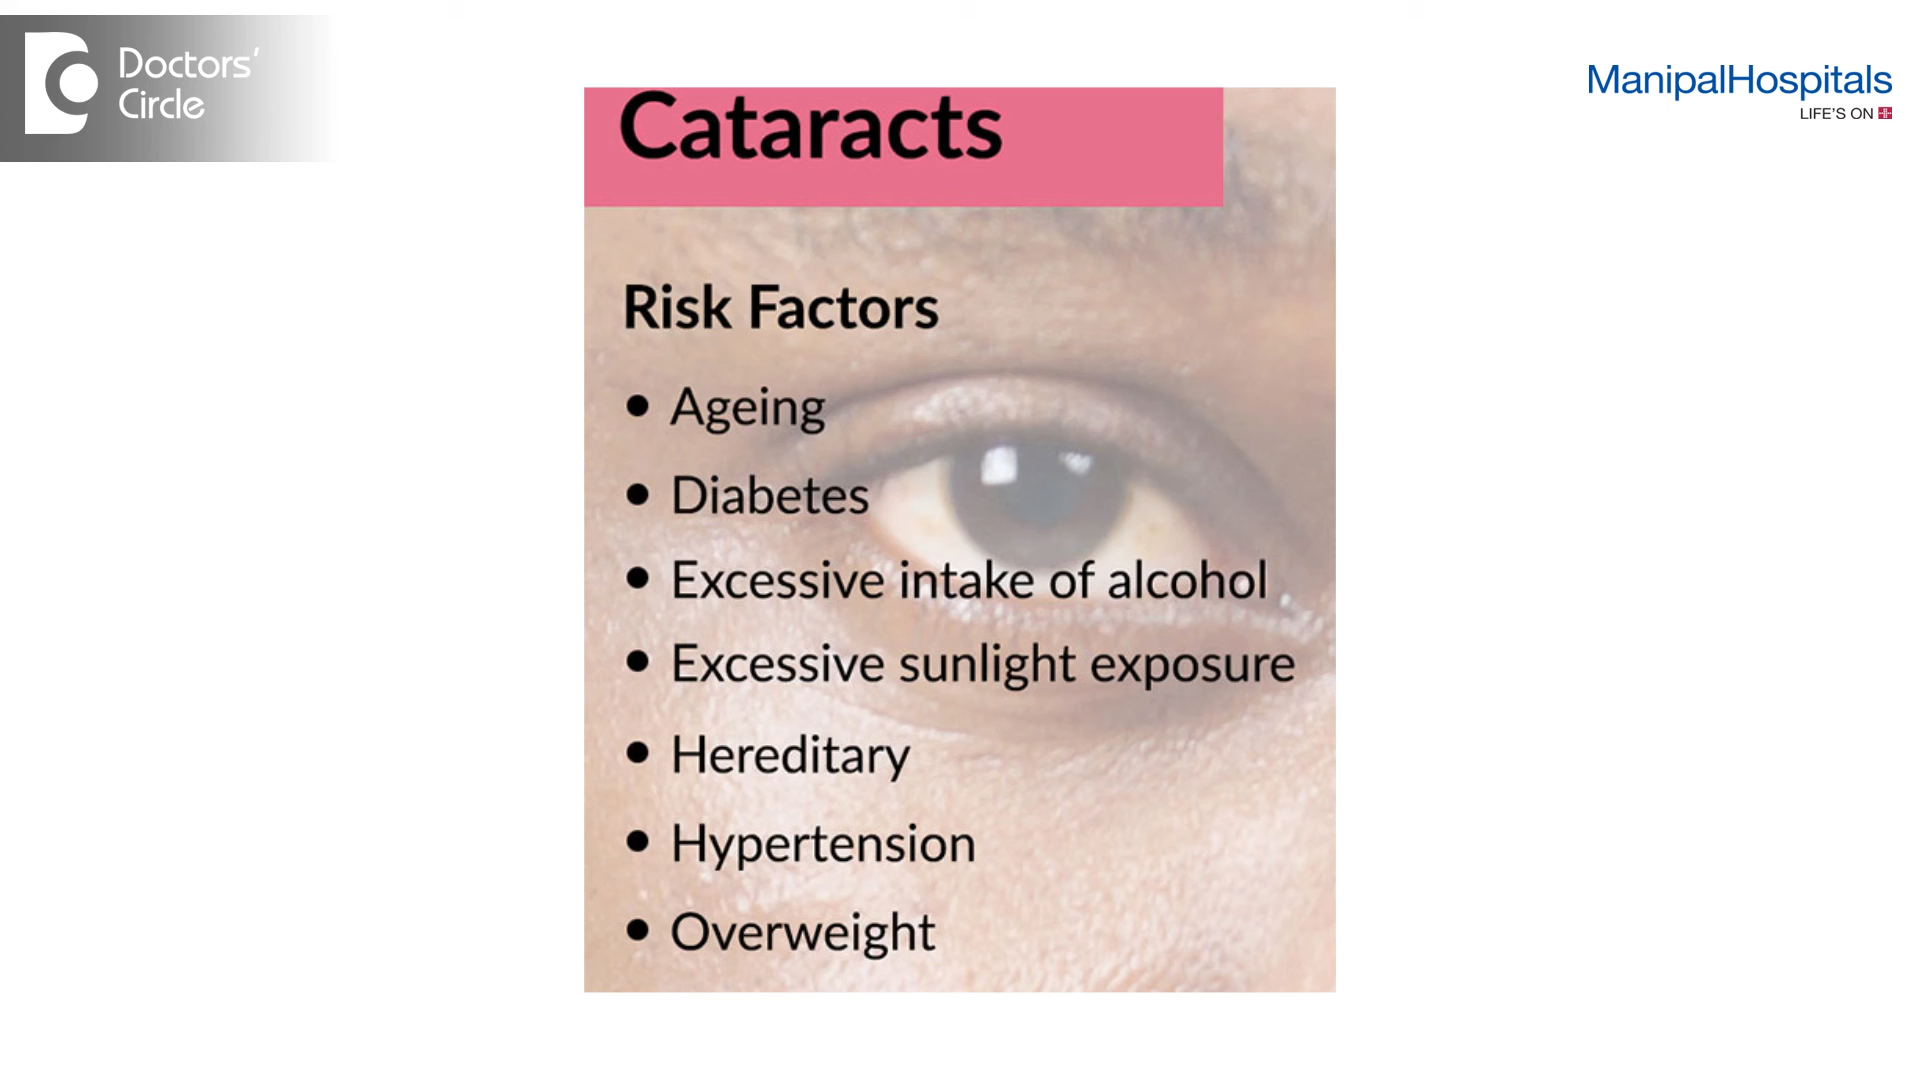 Doctors'
Circle
ManipalHospitals
LIFE'S ON
Cataracts
Risk Factors
• Ageing
• Diabetes
• Excessive intake of alcohol
• Excessive sunlight exposure
• Hereditary
• Hypertension
• Overweight